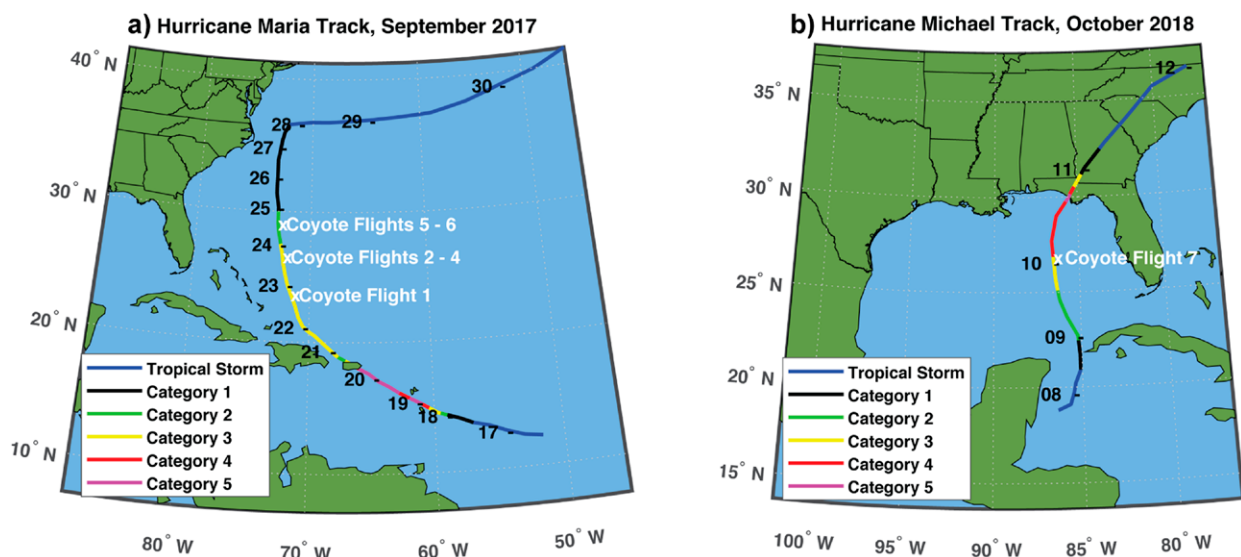 a) Hurricane Maria Track, September 2017
40° N
30° N
20° N
10° N
30
29
28
27
26
25
Coyote Flights 5 - 6
24
Coyote Flights 2 - 4
23
Coyote Flight 1
22
21
20
19
18
17
Tropical Storm
Category 1
Category 2
Category 3
Category 4
Category 5
80° W
70° W
60° W
50° W
b) Hurricane Michael Track, October 2018
35° N
30° N
25° N
20° N
15° N
12
11
10
Coyote Flight 7
09
08
Tropical Storm
Category 1
Category 2
Category 3
Category 4
Category 5
100° W
95° W
90° W
85° W
80° W